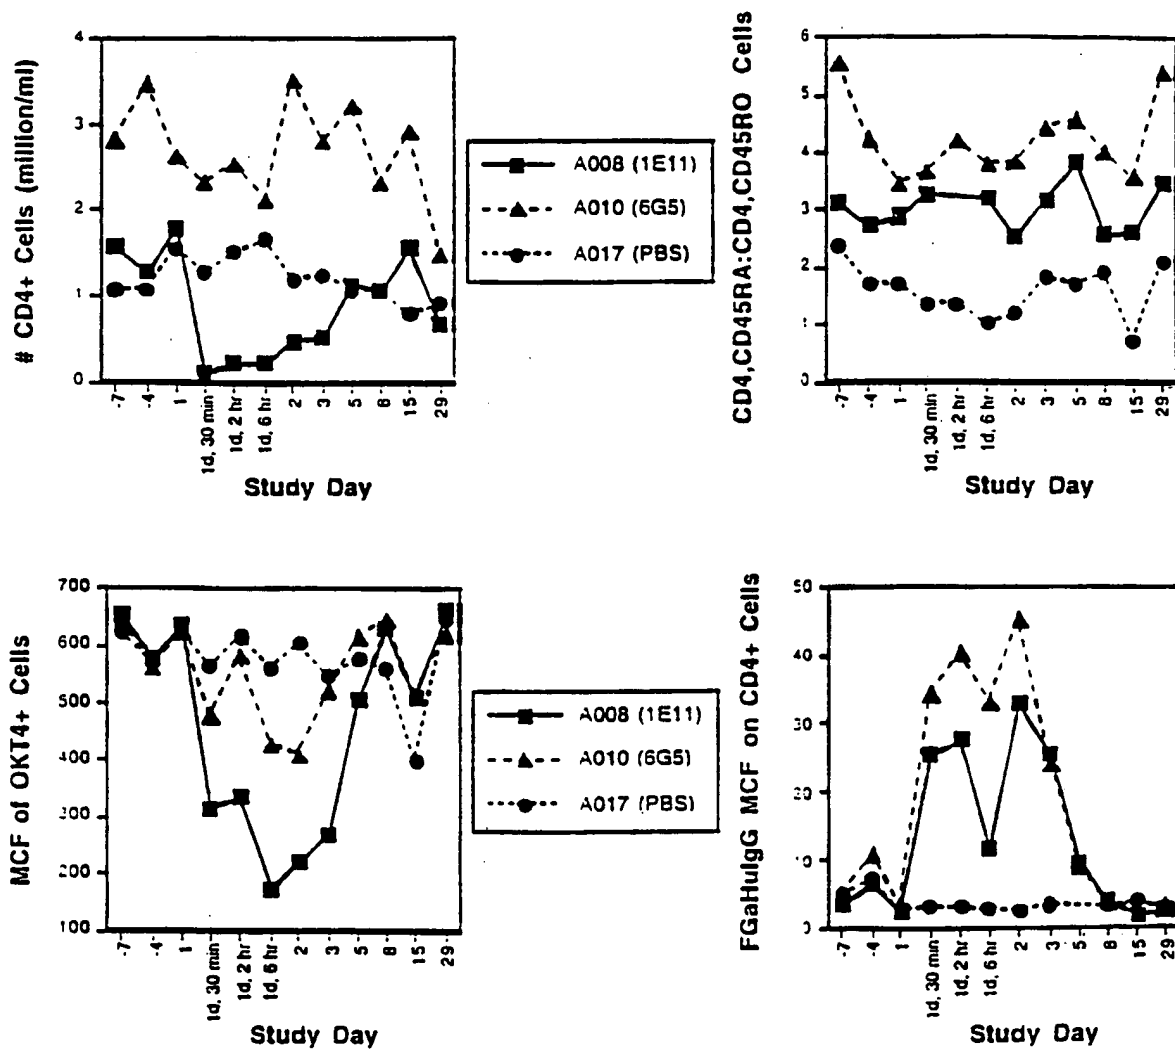 # CD4+ Cells (million/ml)
4
3
2
1
0
-7
-4
1
1d, 30 min
1d, 2 hr
1d, 6 hr
2
3
5
8
15
29
Study Day
A008 (1E11)
A010 (6G5)
A017 (PBS)
CD4,CD45RA:CD4,CD45RO Cells
6
5
4
3
2
1
0
-7
-4
1
1d, 30 min
1d, 2 hr
1d, 6 hr
2
3
5
8
15
29
Study Day
MCF of OKT4+ Cells
700
600
500
400
300
200
100
-7
-4
1
1d, 30 min
1d, 2 hr
1d, 6 hr
2
3
5
8
15
29
Study Day
A008 (1E11)
A010 (6G5)
A017 (PBS)
FGaHuIgG MCF on CD4+ Cells
50
40
30
20
10
0
-7
-4
1
1d, 30 min
1d, 2 hr
1d, 6 hr
2
3
5
8
15
29
Study Day